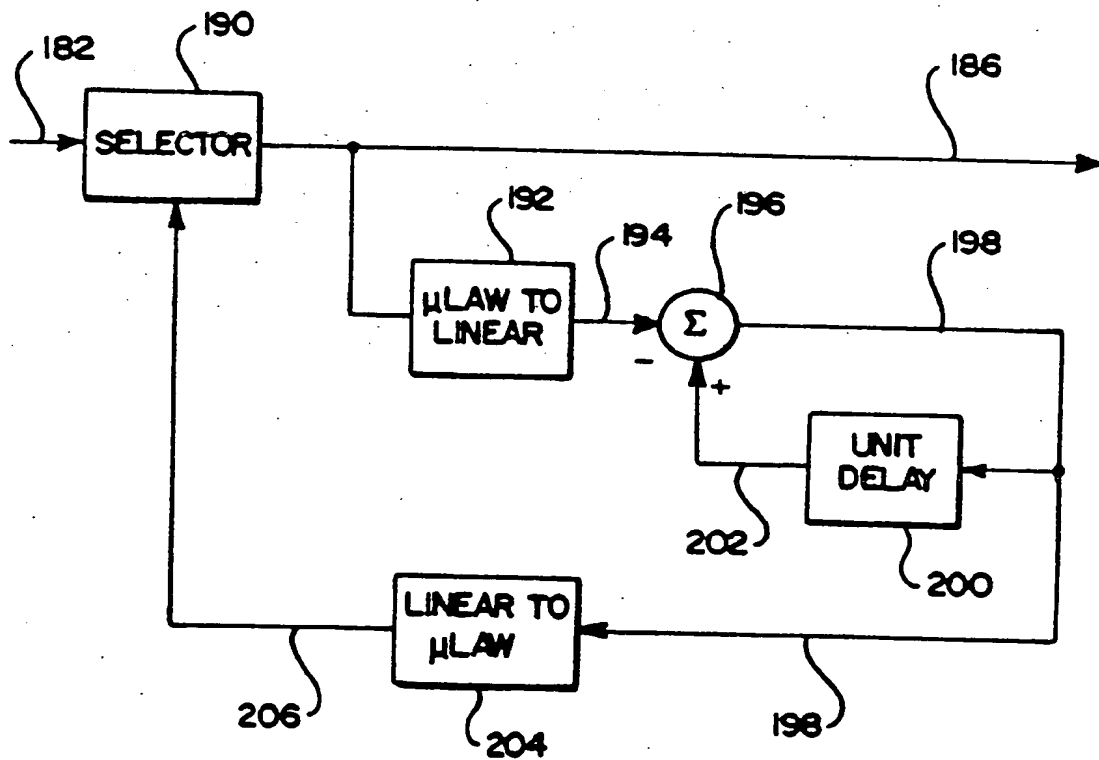 190
182
186
SELECTOR
192
194
196
198
μLAW TO
LINEAR
Σ
-
+
UNIT
DELAY
202
200
LINEAR TO
μLAW
206
204
198